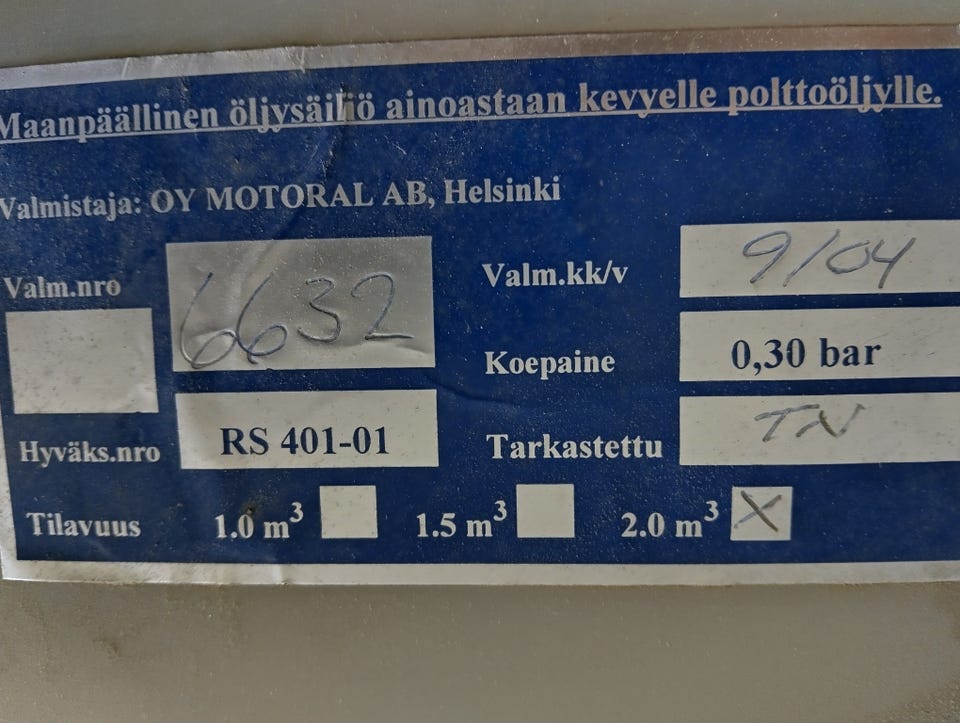 Maanpäällinen öljysäiliö ainoastaan kevyelle polttoöljylle.
Valmistaja: OY MOTORAL AB, Helsinki
Valm.nro 6632 Valm.kk/v 9/04
Koepaine 0,30 bar
Hyväks.nro RS 401-01 Tarkastettu TN
Tilavuus 1.0 m³ 1.5 m³ 2.0 m³ X